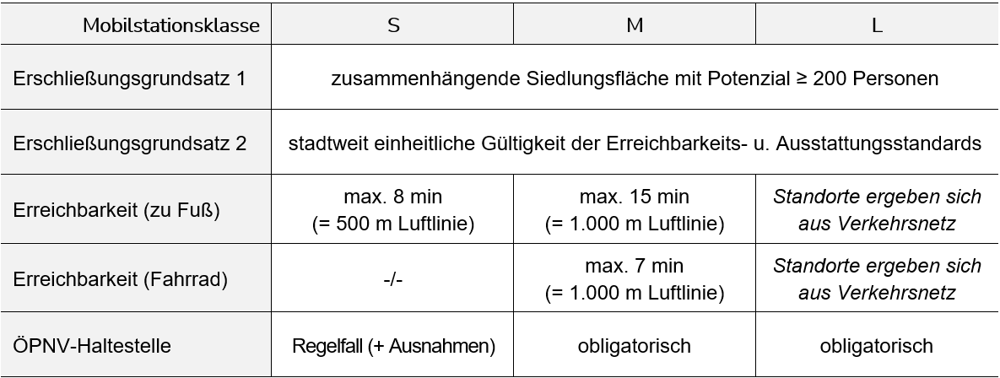 Mobilstationsklasse S M L
Erschließungsgrundsatz 1 zusammenhängende Siedlungsfläche mit Potenzial ≥ 200 Personen
Erschließungsgrundsatz 2 stadtweit einheitliche Gültigkeit der Erreichbarkeits- u. Ausstattungsstandards
Erreichbarkeit (zu Fuß)
max. 8 min
(= 500 m Luftlinie)
max. 15 min
(= 1.000 m Luftlinie)
Standorte ergeben sich
aus Verkehrsnetz
Erreichbarkeit (Fahrrad)
-/-
max. 7 min
(= 1.000 m Luftlinie)
Standorte ergeben sich
aus Verkehrsnetz
ÖPNV-Haltestelle Regelfall (+ Ausnahmen) obligatorisch obligatorisch